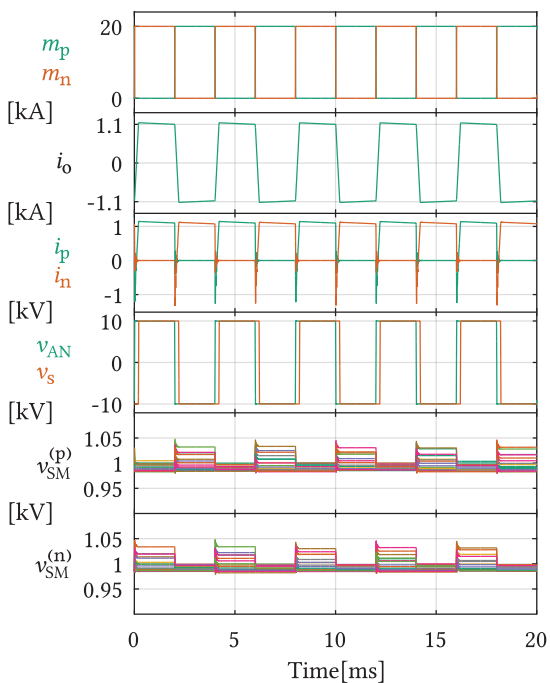 20
m_p
m_n
0
[kA]
1.1
i_o
0
-1.1
[kA]
1
i_p
0
i_n
-1
[kV]
10
v_AN
0
v_s
-10
[kV]
1.05
v_SM^(p)
1
0.95
[kV]
1.05
v_SM^(n)
1
0.95
0 5 10 15 20
Time[ms]